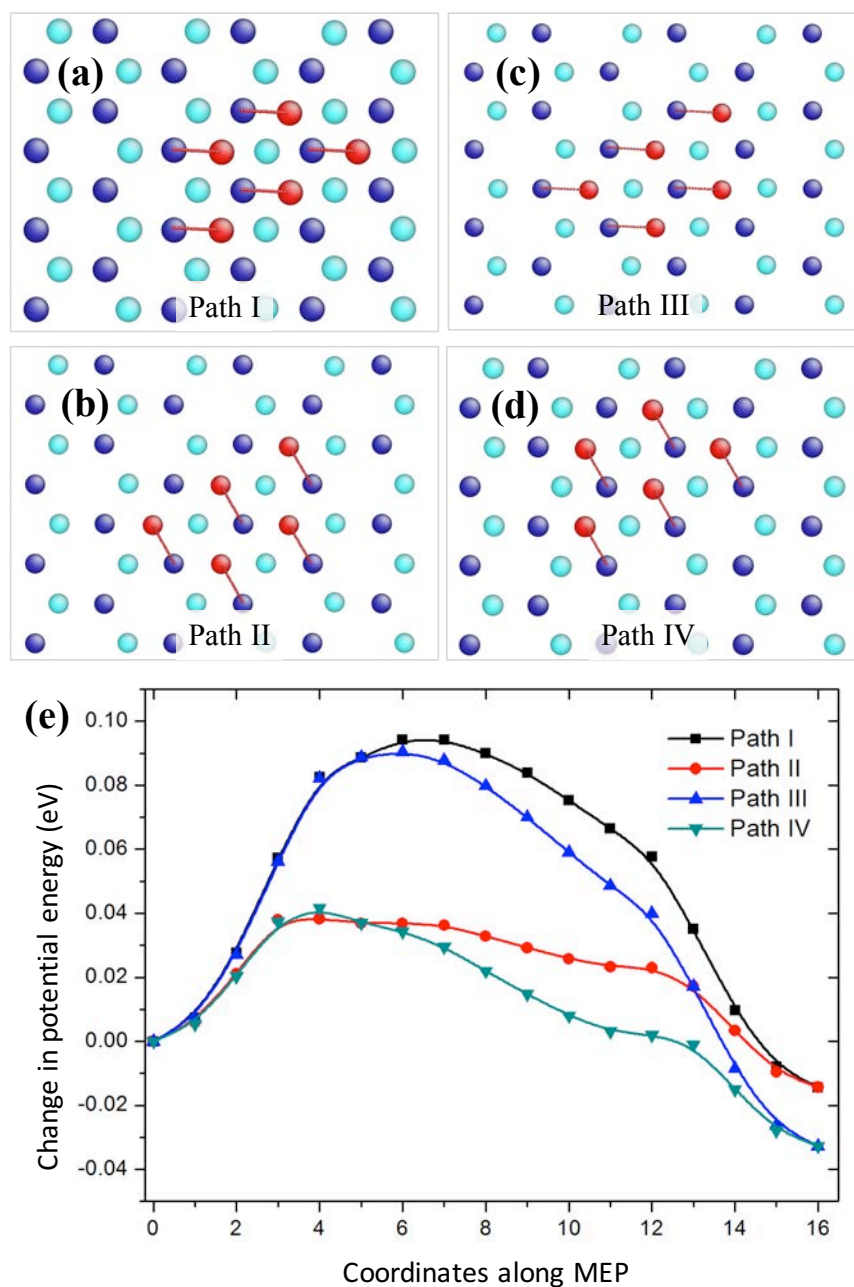 (a)
Path I
(c)
Path III
(b)
Path II
(d)
Path IV
(e)
Change in potential energy (eV)
0.10
0.08
0.06
0.04
0.02
0.00
-0.02
-0.04
Path I
Path II
Path III
Path IV
0 2 4 6 8 10 12 14 16
Coordinates along MEP